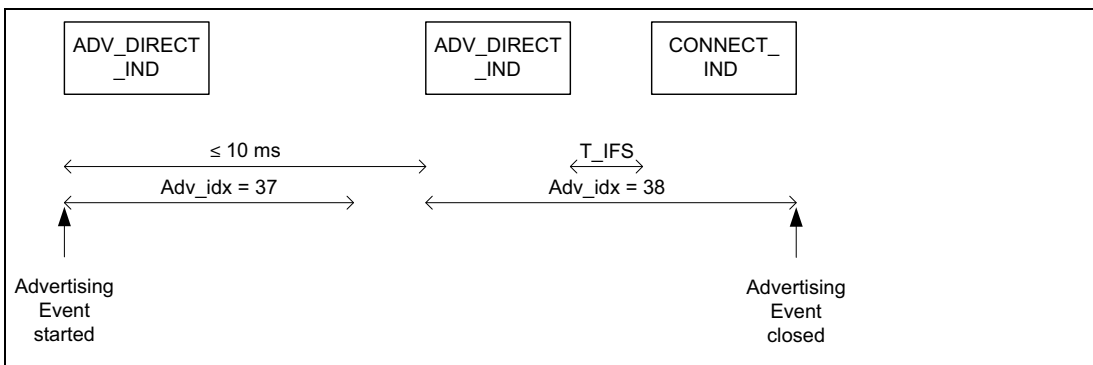 ADV_DIRECT
_IND
ADV_DIRECT
_IND
CONNECT_
IND
≤ 10 ms
T_IFS
Adv_idx = 37
Adv_idx = 38
Advertising
Event
started
Advertising
Event
closed